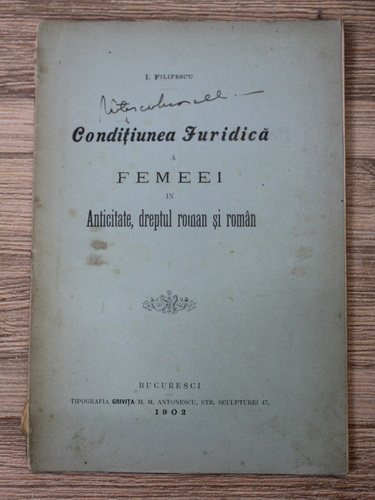 I. FILIPESCU
Condițiunea Juridică
A
FEMEEI
IN
Anticitate, dreptul roman și român
BUCURESCI
TIPOGRAFIA GRIVIȚA M. M. ANTONESCU, STR. SCULPTUREI 47.
1902